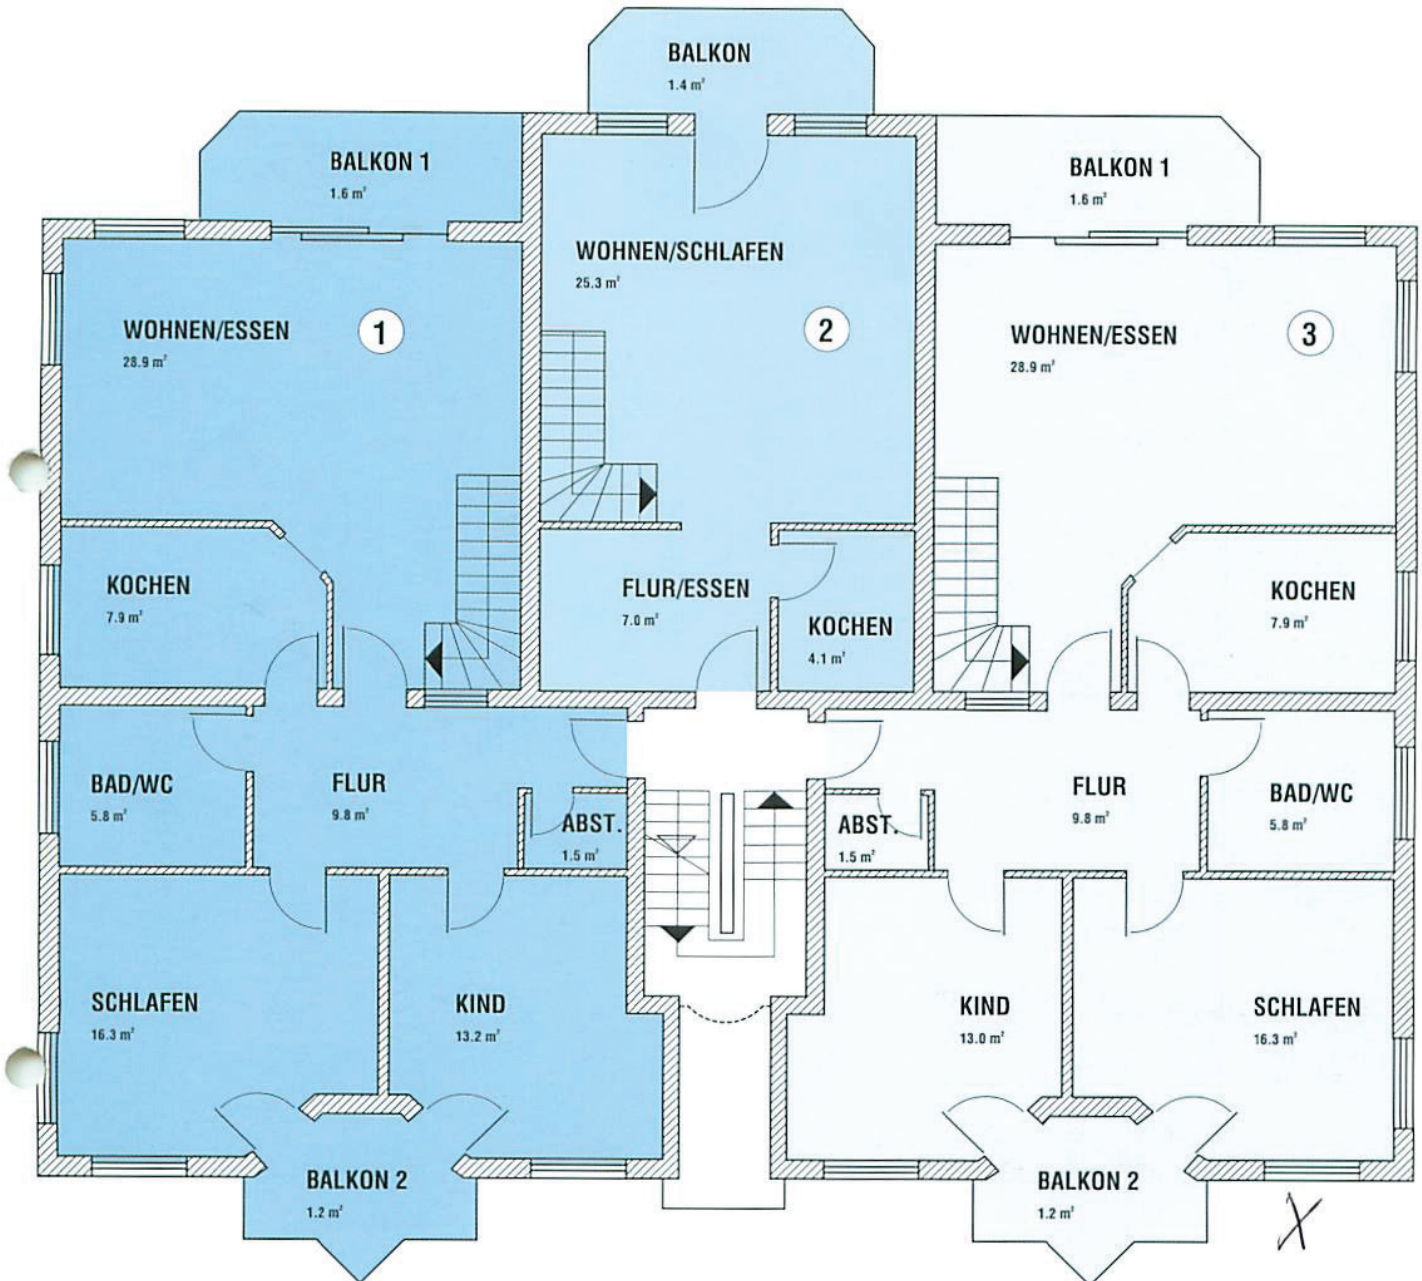 BALKON
1.4 m²
BALKON 1
1.6 m²
BALKON 1
1.6 m²
WOHNEN/SCHLAFEN
25.3 m²
WOHNEN/ESSEN
28.9 m²
1
2
WOHNEN/ESSEN
28.9 m²
3
KOCHEN
7.9 m²
FLUR/ESSEN
7.0 m²
KOCHEN
4.1 m²
KOCHEN
7.9 m²
BAD/WC
5.8 m²
FLUR
9.8 m²
ABST.
1.5 m²
ABST.
1.5 m²
FLUR
9.8 m²
BAD/WC
5.8 m²
SCHLAFEN
16.3 m²
KIND
13.2 m²
KIND
13.0 m²
SCHLAFEN
16.3 m²
BALKON 2
1.2 m²
BALKON 2
1.2 m²
X